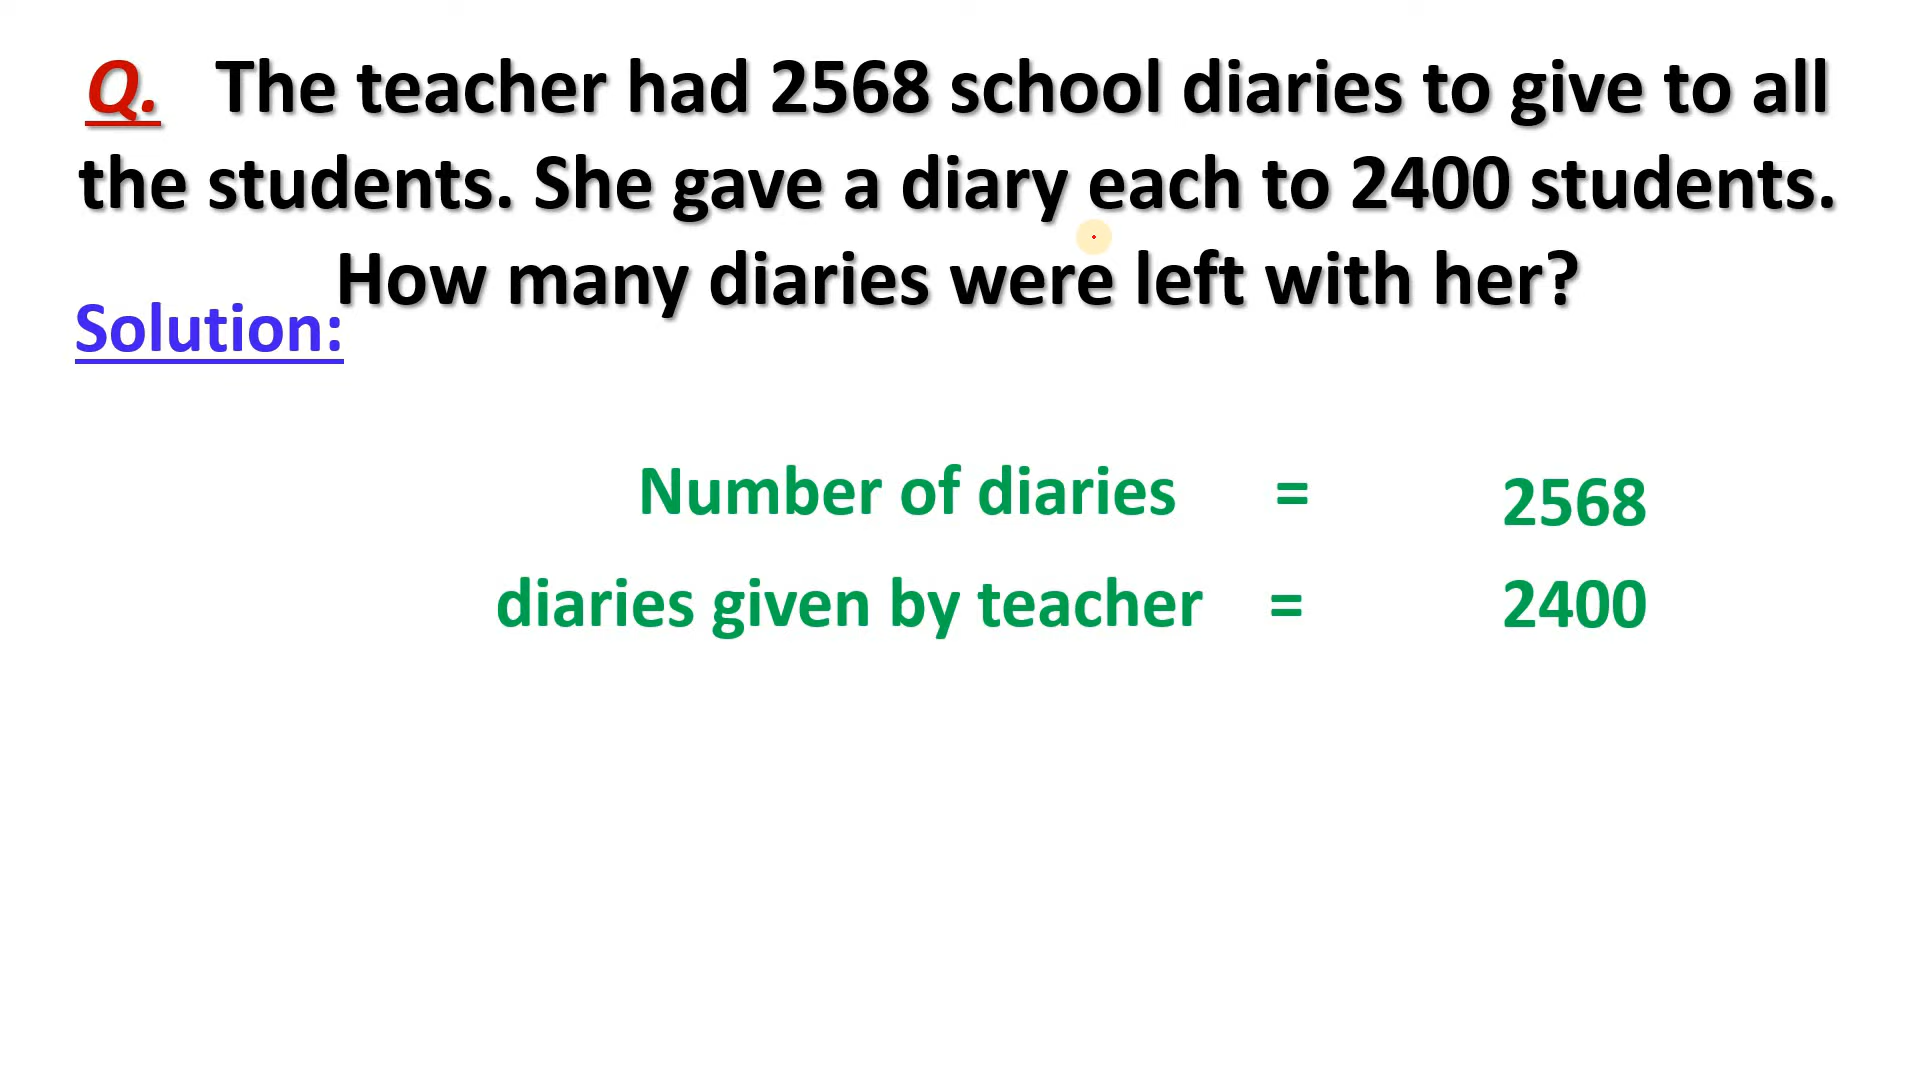 Q. The teacher had 2568 school diaries to give to all
the students. She gave a diary each to 2400 students.
How many diaries were left with her?
Solution:
Number of diaries = 2568
diaries given by teacher = 2400